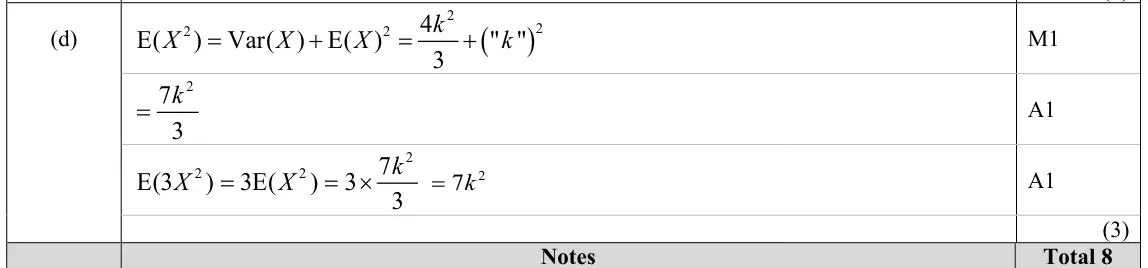 (d) E(X²) = Var(X) + E(X)² = 4k²/3 + ("k")² M1
= 7k²/3 A1
E(3X²) = 3E(X²) = 3 × 7k²/3 = 7k² A1
(3)
Notes Total 8